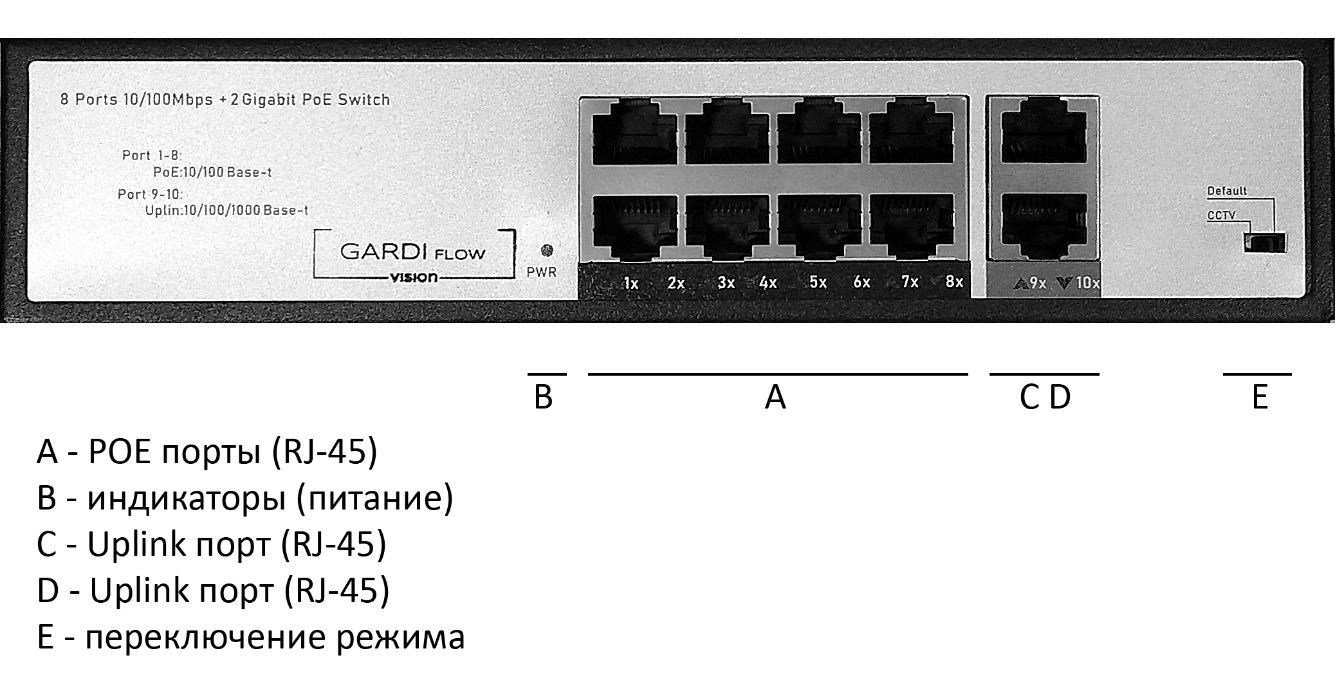 8 Ports 10/100Mbps +2 Gigabit PoE Switch
Port 1-8:
PoE:10/100 Base-t
Port 9-10:
Uplin:10/100/1000 Base-t
GARDI FLOW
VISION
PWR
1x 2x 3x 4x 5x 6x 7x 8x
9x 10x
Default
CCTV
B A C D E
A - POE порты (RJ-45)
B - индикаторы (питание)
C - Uplink порт (RJ-45)
D - Uplink порт (RJ-45)
E - переключение режима